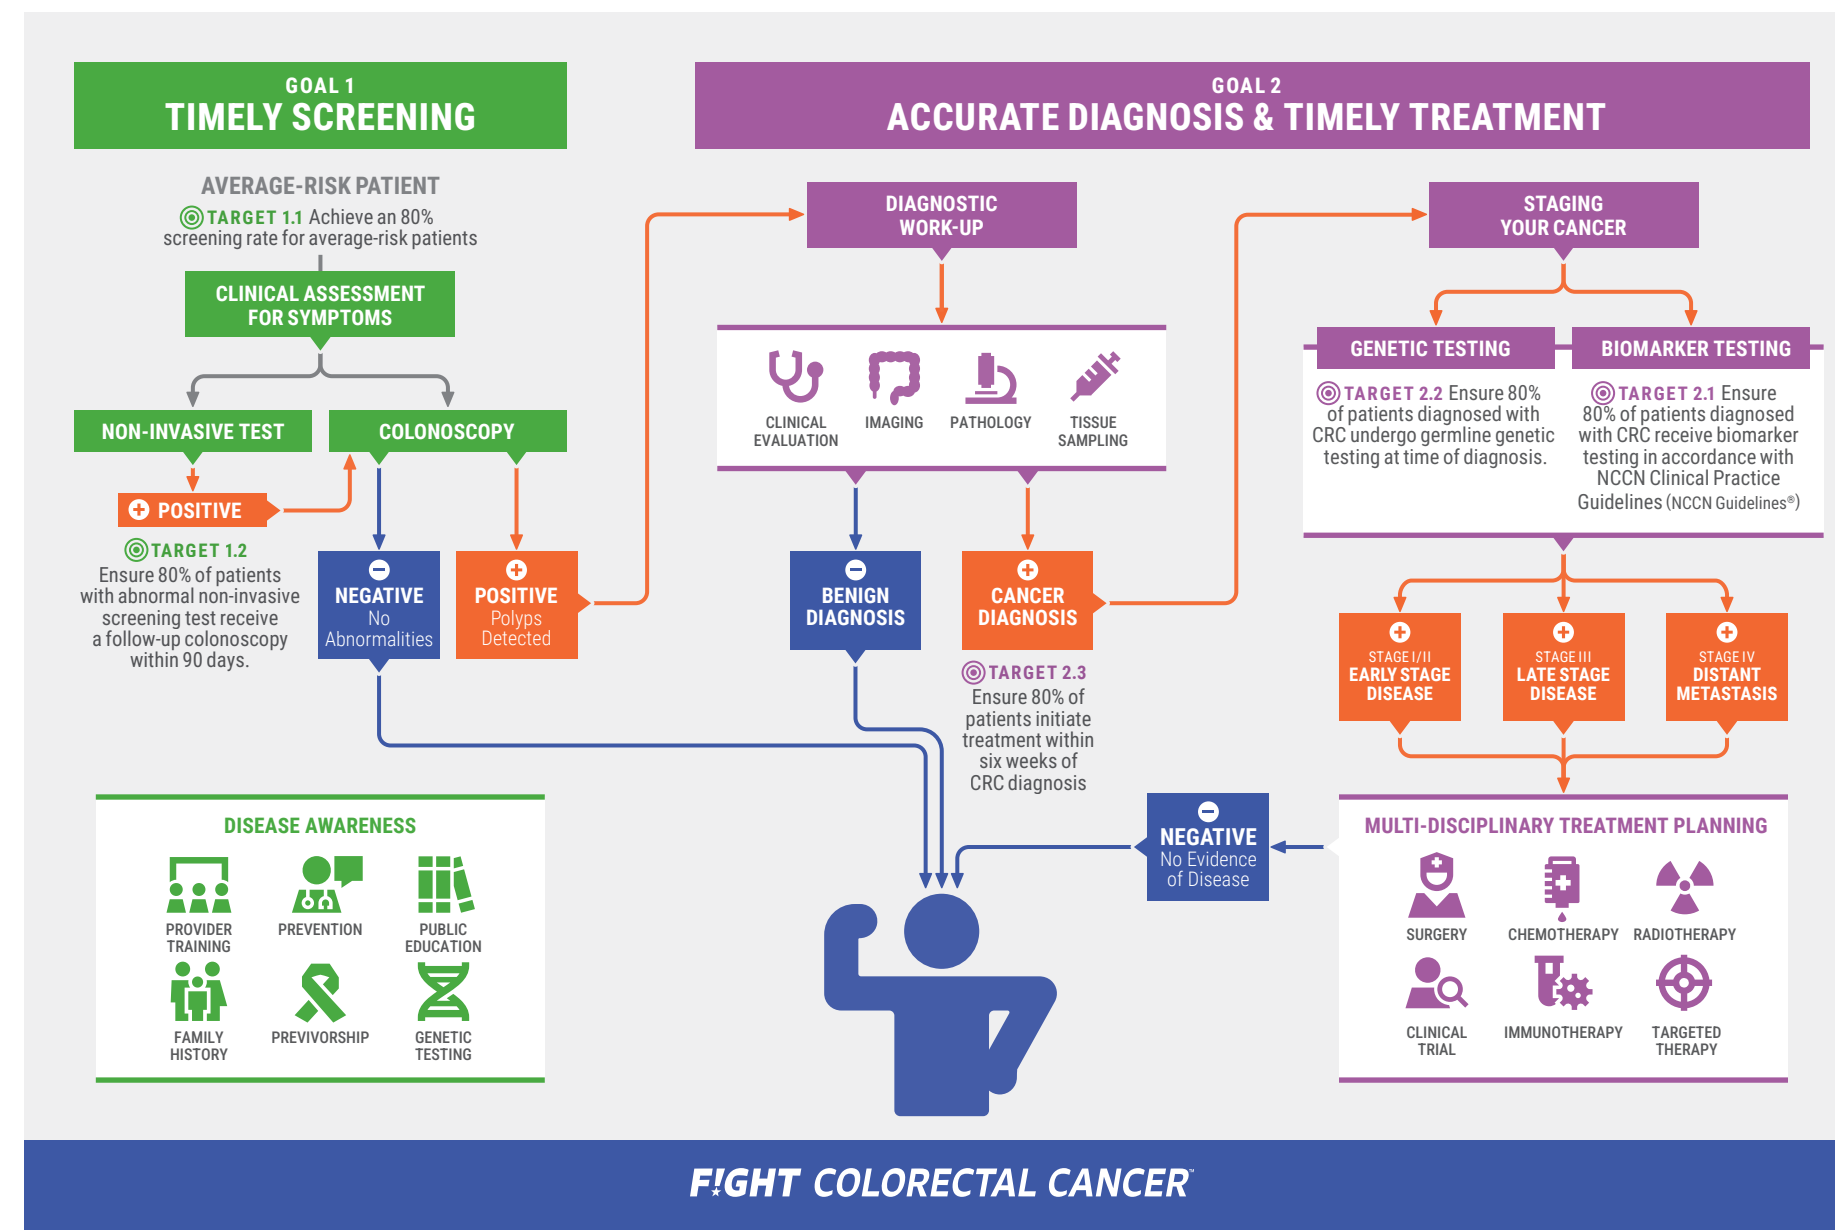 GOAL 1
TIMELY SCREENING
AVERAGE-RISK PATIENT
TARGET 1.1 Achieve an 80%
screening rate for average-risk patients
CLINICAL ASSESSMENT
FOR SYMPTOMS
NON-INVASIVE TEST
COLONOSCOPY
POSITIVE
TARGET 1.2
Ensure 80% of patients
with abnormal non-invasive
screening test receive
a follow-up colonoscopy
within 90 days.
NEGATIVE
No
Abnormalities
POSITIVE
Polyps
Detected
DISEASE AWARENESS
PROVIDER
TRAINING
PREVENTION
PUBLIC
EDUCATION
FAMILY
HISTORY
PREVIVORSHIP
GENETIC
TESTING
GOAL 2
ACCURATE DIAGNOSIS & TIMELY TREATMENT
DIAGNOSTIC
WORK-UP
CLINICAL
EVALUATION
IMAGING
PATHOLOGY
TISSUE
SAMPLING
BENIGN
DIAGNOSIS
CANCER
DIAGNOSIS
TARGET 2.3
Ensure 80% of
patients initiate
treatment within
six weeks of
CRC diagnosis
STAGING
YOUR CANCER
GENETIC TESTING
TARGET 2.2 Ensure 80%
of patients diagnosed with
CRC undergo germline genetic
testing at time of diagnosis.
BIOMARKER TESTING
TARGET 2.1 Ensure
80% of patients diagnosed
with CRC receive biomarker
testing in accordance with
NCCN Clinical Practice
Guidelines (NCCN Guidelines®)
STAGE I/II
EARLY STAGE
DISEASE
STAGE III
LATE STAGE
DISEASE
STAGE IV
DISTANT
METASTASIS
MULTI-DISCIPLINARY TREATMENT PLANNING
SURGERY
CHEMOTHERAPY
RADIOTHERAPY
CLINICAL
TRIAL
IMMUNOTHERAPY
TARGETED
THERAPY
NEGATIVE
No Evidence
of Disease
FIGHT COLORECTAL CANCER™